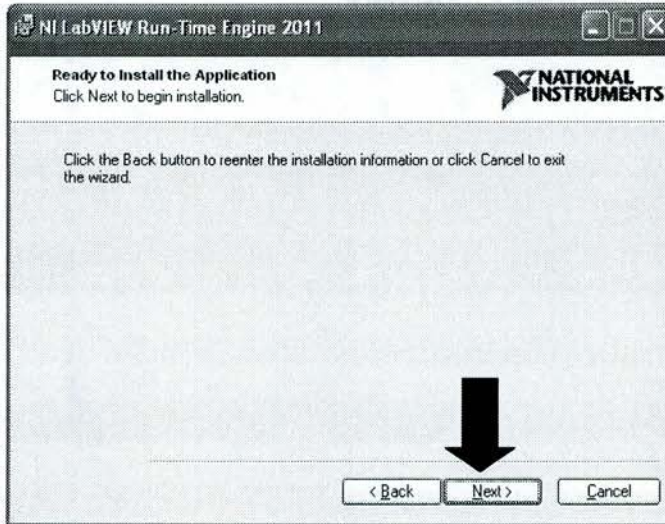 NI LabVIEW Run-Time Engine 2011
Ready to Install the Application
Click Next to begin installation.
NATIONAL
INSTRUMENTS
Click the Back button to reenter the installation information or click Cancel to exit
the wizard.
< Back
Next >
Cancel